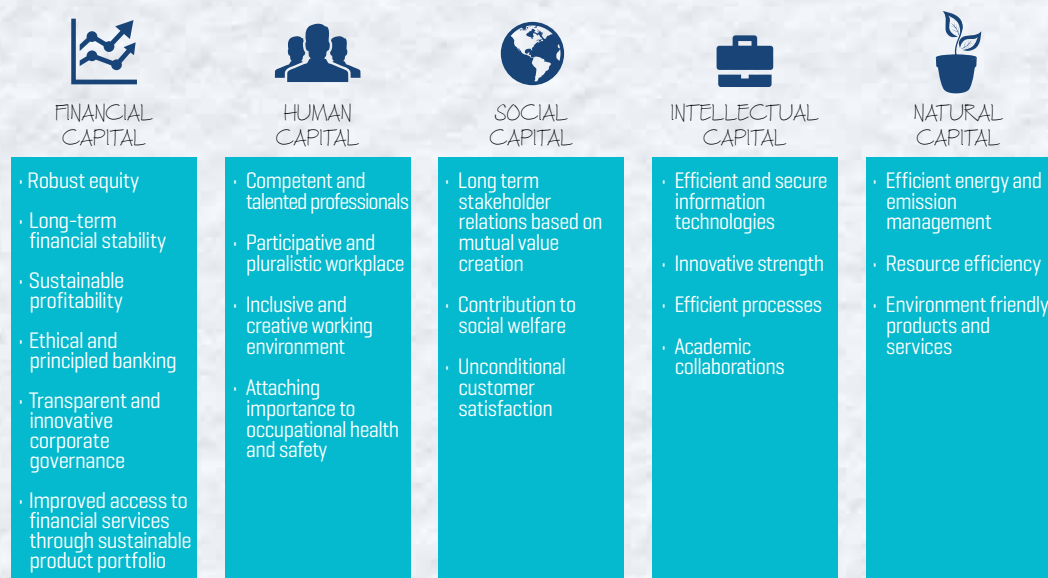 FINANCIAL
CAPITAL
· Robust equity
· Long-term
financial stability
· Sustainable
profitability
· Ethical and
principled banking
· Transparent and
innovative
corporate
governance
· Improved access to
financial services
through sustainable
product portfolio
HUMAN
CAPITAL
· Competent and
talented professionals
· Participative and
pluralistic workplace
· Inclusive and
creative working
environment
· Attaching
importance to
occupational health
and safety
SOCIAL
CAPITAL
· Long term
stakeholder
relations based on
mutual value
creation
· Contribution to
social welfare
· Unconditional
customer
satisfaction
INTELLECTUAL
CAPITAL
· Efficient and secure
information
technologies
· Innovative strength
· Efficient processes
· Academic
collaborations
NATURAL
CAPITAL
· Efficient energy and
emission
management
· Resource efficiency
· Environment friendly
products and
services